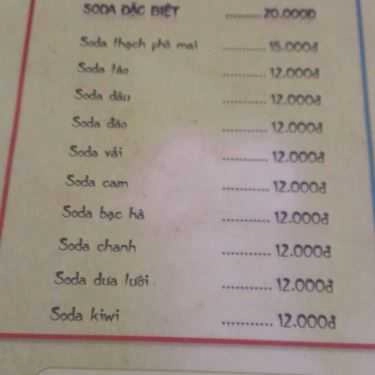 SODA ĐẶC BIỆT ........... 20.000Đ
Soda thạch phô mai ........... 15.000đ
Soda táo ........... 12.000đ
Soda dâu ........... 12.000đ
Soda đào ........... 12.000đ
Soda vải ........... 12.000đ
Soda cam ........... 12.000đ
Soda bạc hà ........... 12.000đ
Soda chanh ........... 12.000đ
Soda dưa lưới ........... 12.000đ
Soda kiwi ........... 12.000đ